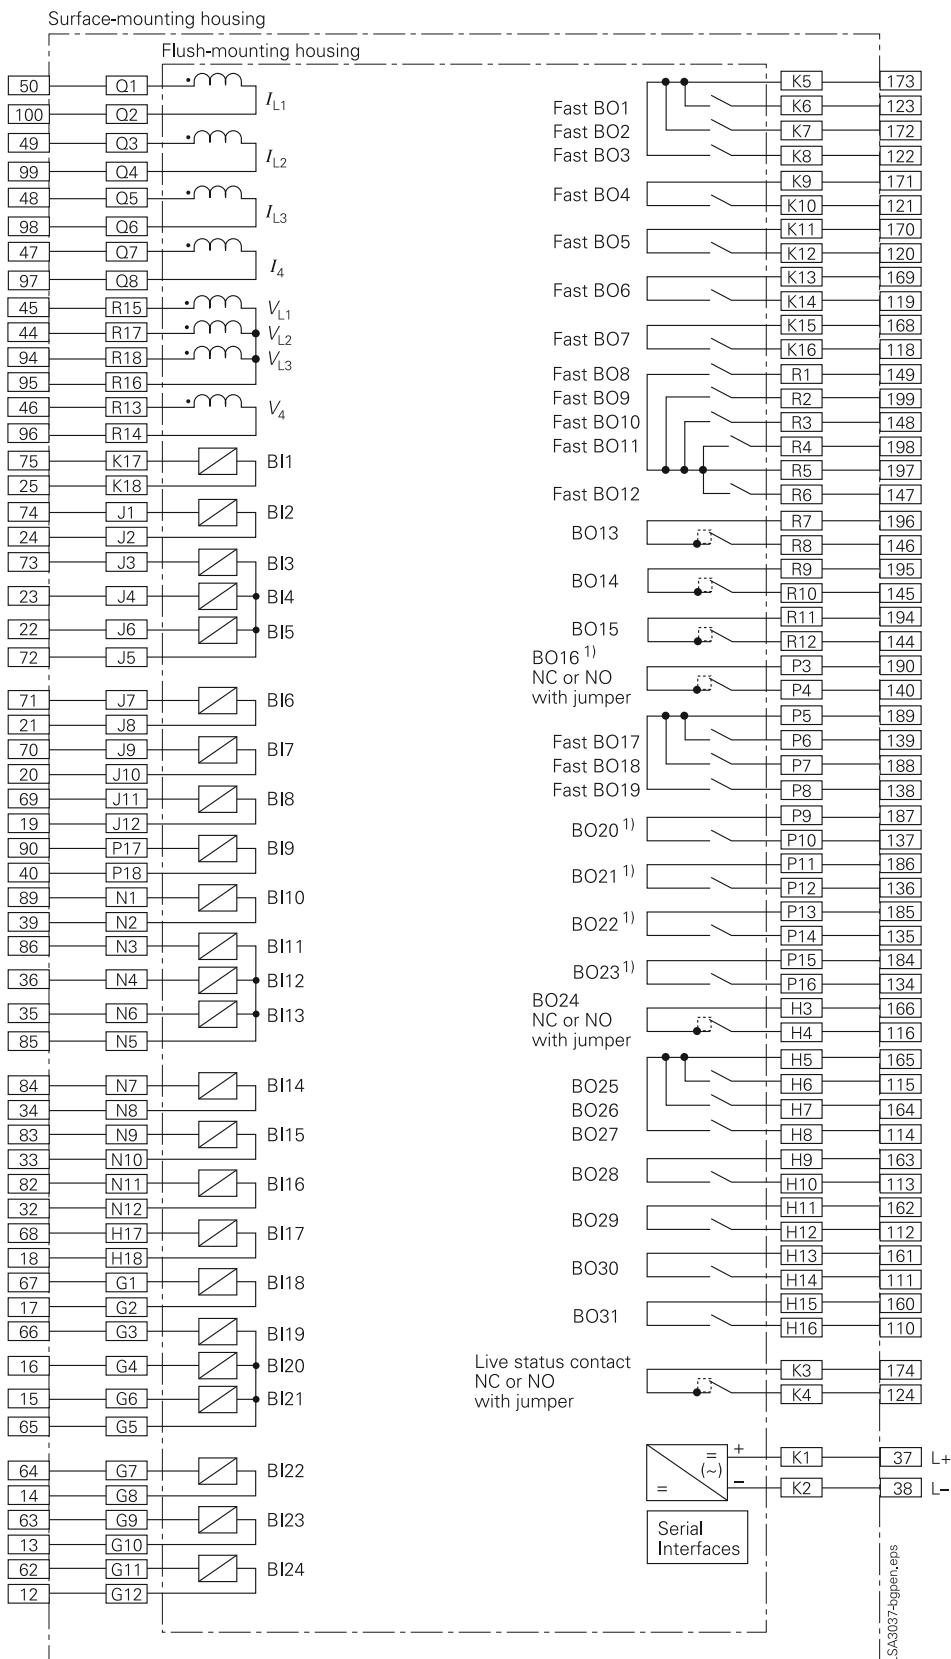 Surface-mounting housing
Flush-mounting housing
50 Q1
100 Q2
I L1
49 Q3
99 Q4
I L2
48 Q5
98 Q6
I L3
47 Q7
97 Q8
I 4
45 R15 V L1
44 R17 V L2
94 R18 V L3
95 R16
46 R13 V 4
96 R14
75 K17 BI1
25 K18
74 J1 BI2
24 J2
73 J3 BI3
23 J4 BI4
22 J6 BI5
72 J5
71 J7 BI6
21 J8
70 J9 BI7
20 J10
69 J11 BI8
19 J12
90 P17 BI9
40 P18
89 N1 BI10
39 N2
86 N3 BI11
36 N4 BI12
35 N6 BI13
85 N5
84 N7 BI14
34 N8
83 N9 BI15
33 N10
82 N11 BI16
32 N12
68 H17 BI17
18 H18
67 G1 BI18
17 G2
66 G3 BI19
16 G4 BI20
15 G6 BI21
65 G5
64 G7 BI22
14 G8
63 G9 BI23
13 G10
62 G11 BI24
12 G12
K5 173
Fast BO1 K6 123
Fast BO2 K7 172
Fast BO3 K8 122
K9 171
Fast BO4
K10 121
K11 170
Fast BO5
K12 120
K13 169
Fast BO6
K14 119
K15 168
Fast BO7
K16 118
Fast BO8 R1 149
Fast BO9 R2 199
Fast BO10 R3 148
Fast BO11 R4 198
R5 197
Fast BO12 R6 147
R7 196
BO13
R8 146
R9 195
BO14
R10 145
R11 194
BO15
R12 144
BO16 1)
NC or NO
with jumper
P3 190
P4 140
P5 189
Fast BO17 P6 139
Fast BO18 P7 188
Fast BO19 P8 138
P9 187
BO20 1)
P10 137
P11 186
BO21 1)
P12 136
P13 185
BO22 1)
P14 135
P15 184
BO23 1)
P16 134
BO24
NC or NO
with jumper
H3 166
H4 116
H5 165
BO25 H6 115
BO26 H7 164
BO27 H8 114
H9 163
BO28
H10 113
H11 162
BO29
H12 112
H13 161
BO30
H14 111
H15 160
BO31
H16 110
Live status contact
NC or NO
with jumper
K3 174
K4 124
= (~) =
+ K1 37 L+
– K2 38 L–
Serial
Interfaces
LSA3037-bgpen.eps